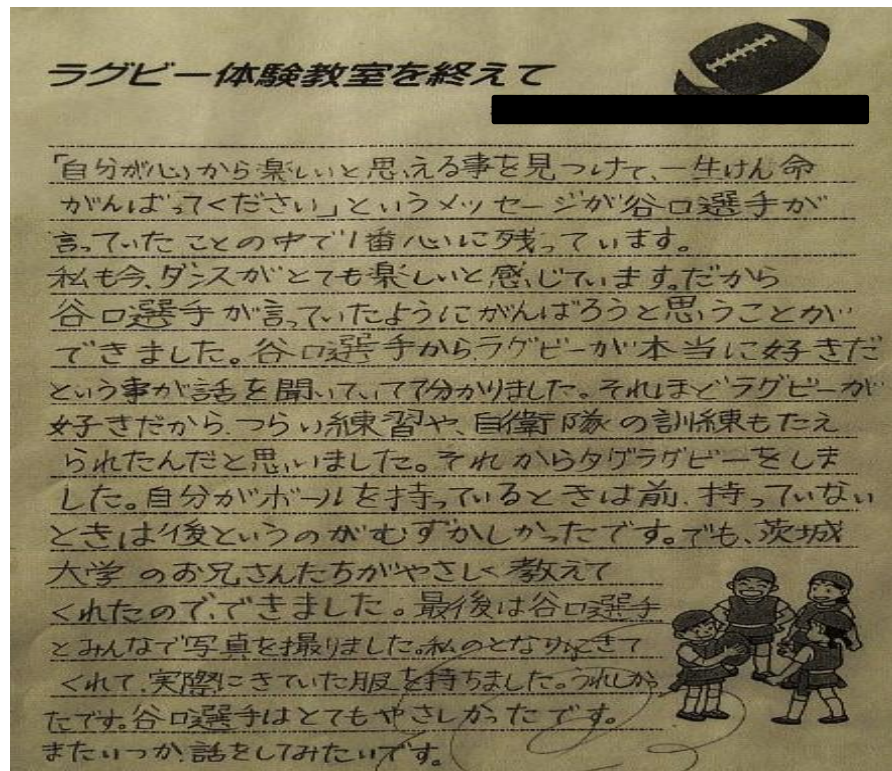 ラグビー体験教室を終えて
「自分が心から楽しいと思える事を見つけて、一生けん命
がんばってください」というメッセージが谷口選手が
言っていたことの中で1番心に残っています。
私も今、ダンスがとても楽しいと感じています。だから
谷口選手が言っていたようにがんばろうと思うことが
できました。谷口選手からラグビーが本当に好きだ
という事が話を聞いていて分かりました。それほどラグビーが
好きだから、つらい練習や、自衛隊の訓練もたえ
られたんだと思いました。それからタグラグビーをしま
した。自分がボールを持っているときは前、持っていない
ときは後というのがむずかしかったです。でも、茨城
大学のお兄さんたちがやさしく教えて
くれたので、できました。最後は谷口選手
とみんなで写真を撮りました。私のとなりにきて
くれて、実際にきていた服を持ちました。うれしかっ
たです。谷口選手はとてもやさしかったです。
またいつか、話をしてみたいです。